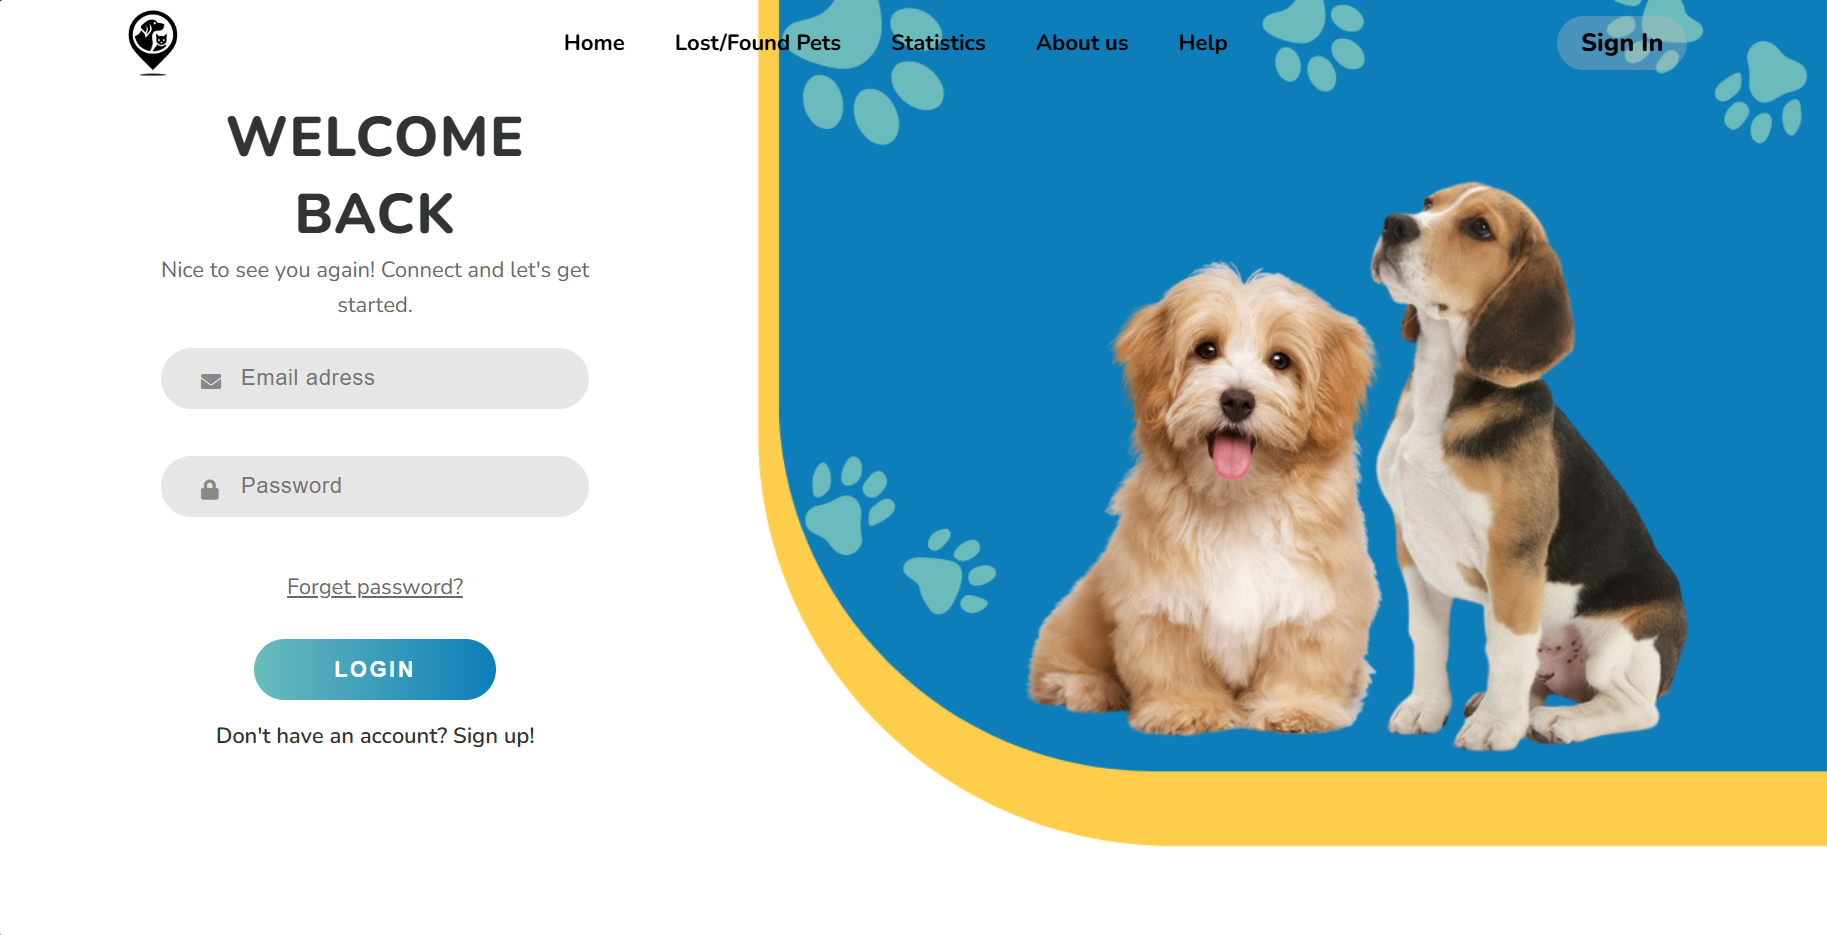 Home Lost/Found Pets Statistics About us Help Sign In
WELCOME
BACK
Nice to see you again! Connect and let's get
started.
Email adress
Password
Forget password?
LOGIN
Don't have an account? Sign up!